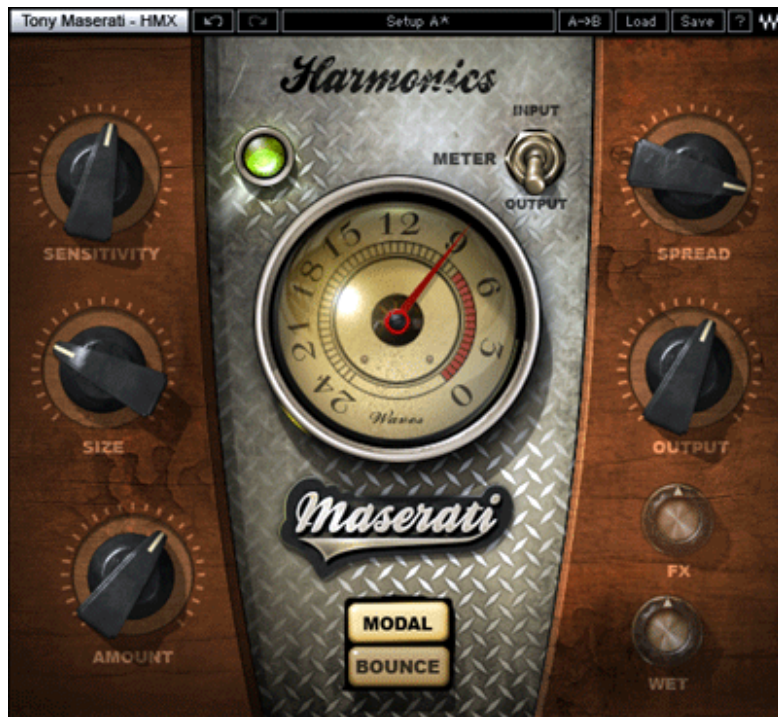 Tony Maserati - HMX
Setup A*
A→B
Load
Save
?
Harmonics
INPUT
METER
OUTPUT
SENSITIVITY
SPREAD
24 21 18 15 12 9 6 3 0
Waves
SIZE
OUTPUT
Maserati
FX
MODAL
AMOUNT
BOUNCE
WET